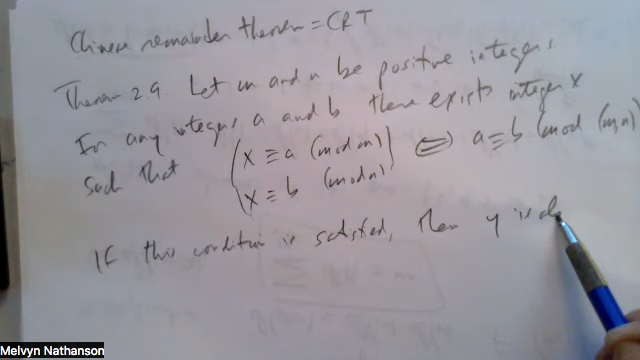 Chinese remainder theorem = CRT
Theorem 2.9 Let m and n be positive integers.
For any integers a and b there exists integer x
such that (x ≡ a (mod m) ⇔ a ≡ b (mod (m,n)
x ≡ b (mod n)
If this condition is satisfied, then y is
Melvyn Nathanson